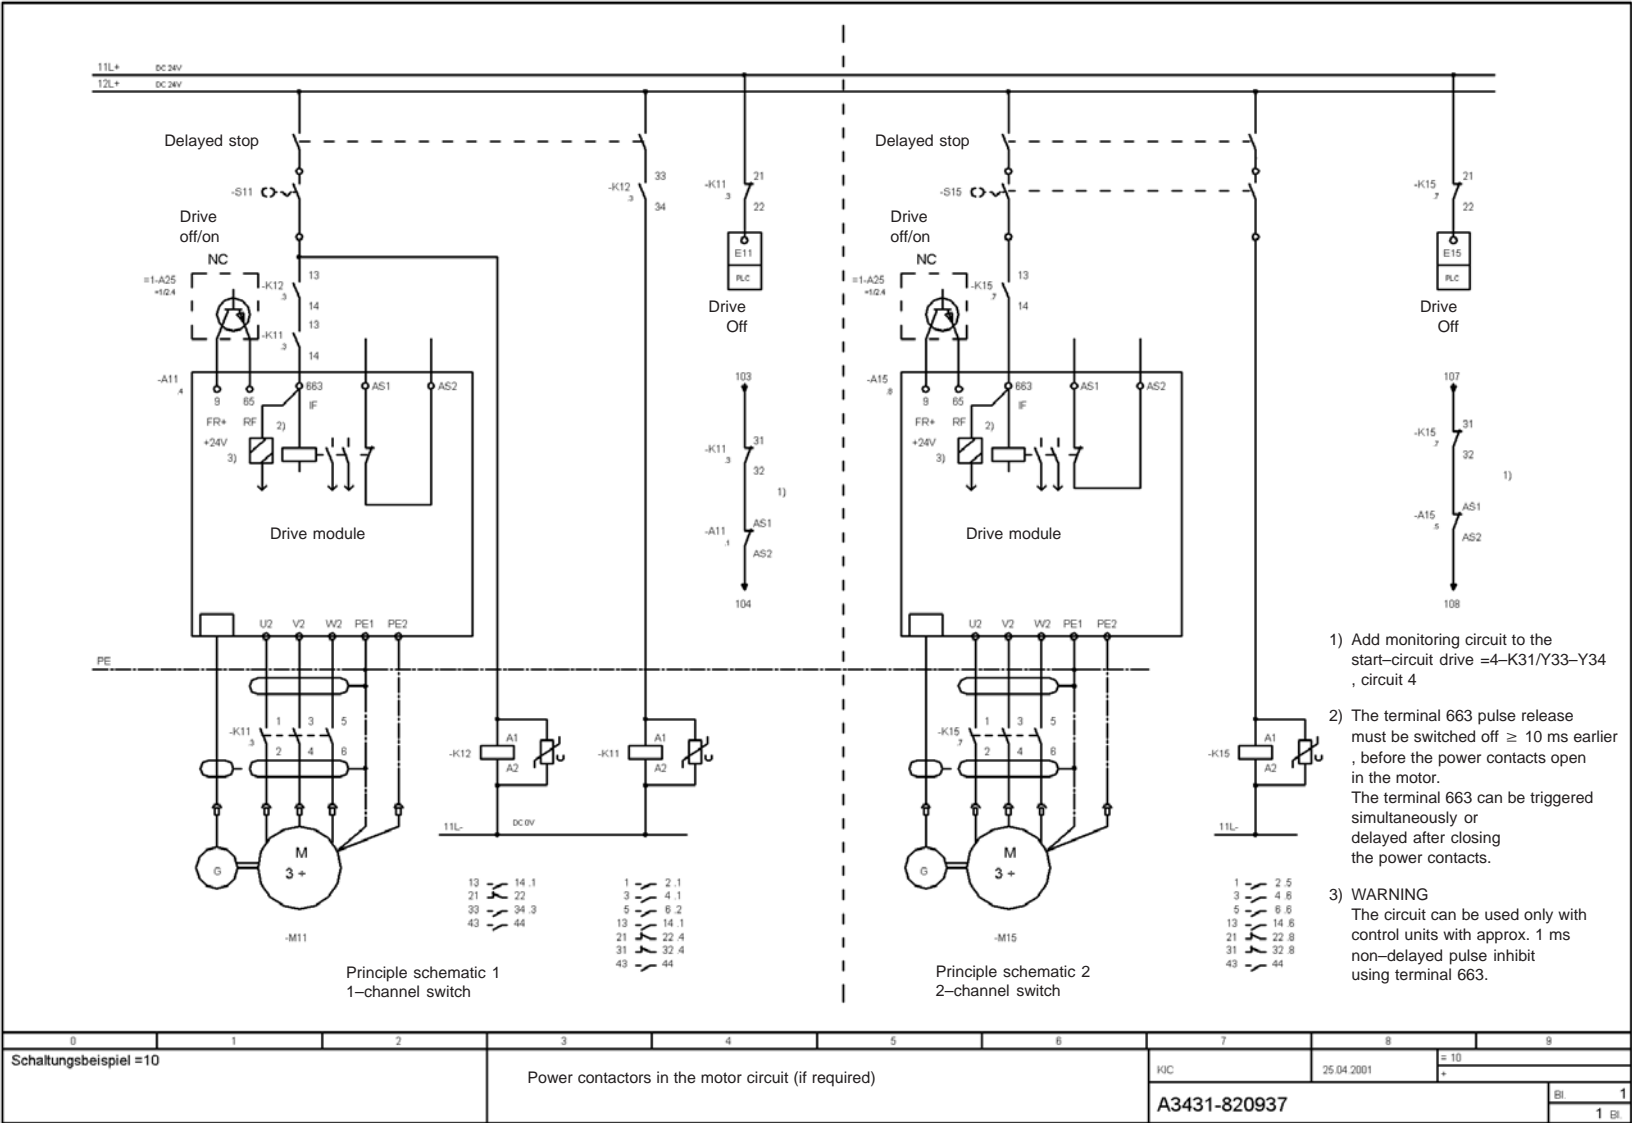 11L+ DC 24V
12L+ DC 24V
Delayed stop
-S11
Drive
off/on
NC
=1-A25
=1/2.4
-K12
.3
13
14
-K11
.3
13
14
-A11
.4
9
65
663
AS1
AS2
FR+
RF
IF
+24V
2)
3)
Drive module
U2 V2 W2 PE1 PE2
PE
-K11
.3
1 3 5
2 4 6
G
M
3 ÷
-M11
-K12
.3
33
34
-K11
.3
21
22
E11
PLC
Drive
Off
103
-K11
.3
31
32
1)
-A11
.1
AS1
AS2
104
-K12
A1
A2
U
-K11
A1
A2
U
11L-
DC 0V
13 14 .1
21 22
33 34 .3
43 44
1 2 .1
3 4 .1
5 6 .2
13 14 .1
21 22 .4
31 32 .4
43 44
Principle schematic 1
1–channel switch
Delayed stop
-S15
Drive
off/on
NC
=1-A25
=1/2.4
-K15
.7
13
14
-A15
9
65
663
AS1
AS2
FR+
RF
IF
+24V
2)
3)
Drive module
U2 V2 W2 PE1 PE2
-K15
.7
1 3 5
2 4 6
G
M
3 ÷
-M15
-K15
.7
21
22
E15
PLC
Drive
Off
107
-K15
.7
31
32
1)
-A15
.5
AS1
AS2
108
-K15
A1
A2
U
11L-
1 2 .5
3 4 .6
5 6 .6
13 14 .6
21 22 .8
31 32 .8
43 44
Principle schematic 2
2–channel switch
1) Add monitoring circuit to the
start–circuit drive =4–K31/Y33–Y34
, circuit 4
2) The terminal 663 pulse release
must be switched off ≥ 10 ms earlier
, before the power contacts open
in the motor.
The terminal 663 can be triggered
simultaneously or
delayed after closing
the power contacts.
3) WARNING
The circuit can be used only with
control units with approx. 1 ms
non–delayed pulse inhibit
using terminal 663.
0 1 2 3 4 5 6 7 8 9
Schaltungsbeispiel =10
Power contactors in the motor circuit (if required)
KIC
25.04.2001
= 10
+
A3431-820937
Bl. 1
1 Bl.